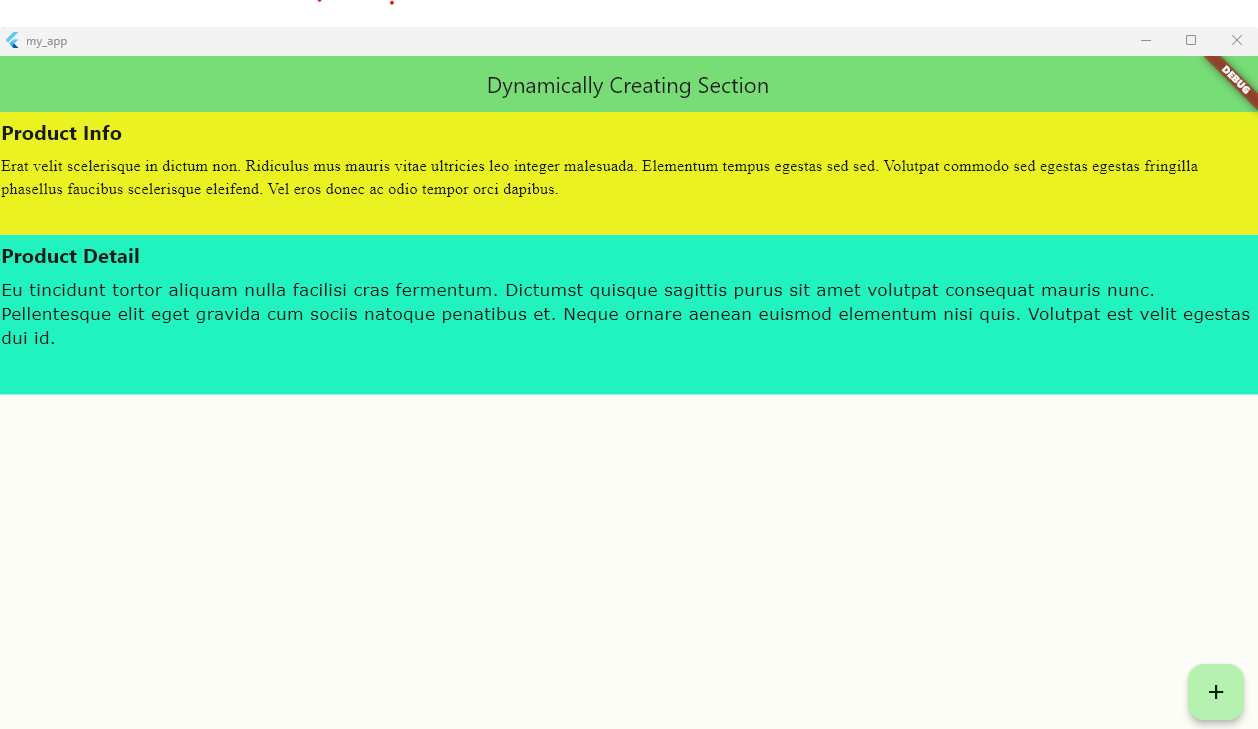 my_app
Dynamically Creating Section
DEBUG
Product Info
Erat velit scelerisque in dictum non. Ridiculus mus mauris vitae ultricies leo integer malesuada. Elementum tempus egestas sed sed. Volutpat commodo sed egestas egestas fringilla
phasellus faucibus scelerisque eleifend. Vel eros donec ac odio tempor orci dapibus.
Product Detail
Eu tincidunt tortor aliquam nulla facilisi cras fermentum. Dictumst quisque sagittis purus sit amet volutpat consequat mauris nunc.
Pellentesque elit eget gravida cum sociis natoque penatibus et. Neque ornare aenean euismod elementum nisi quis. Volutpat est velit egestas
dui id.